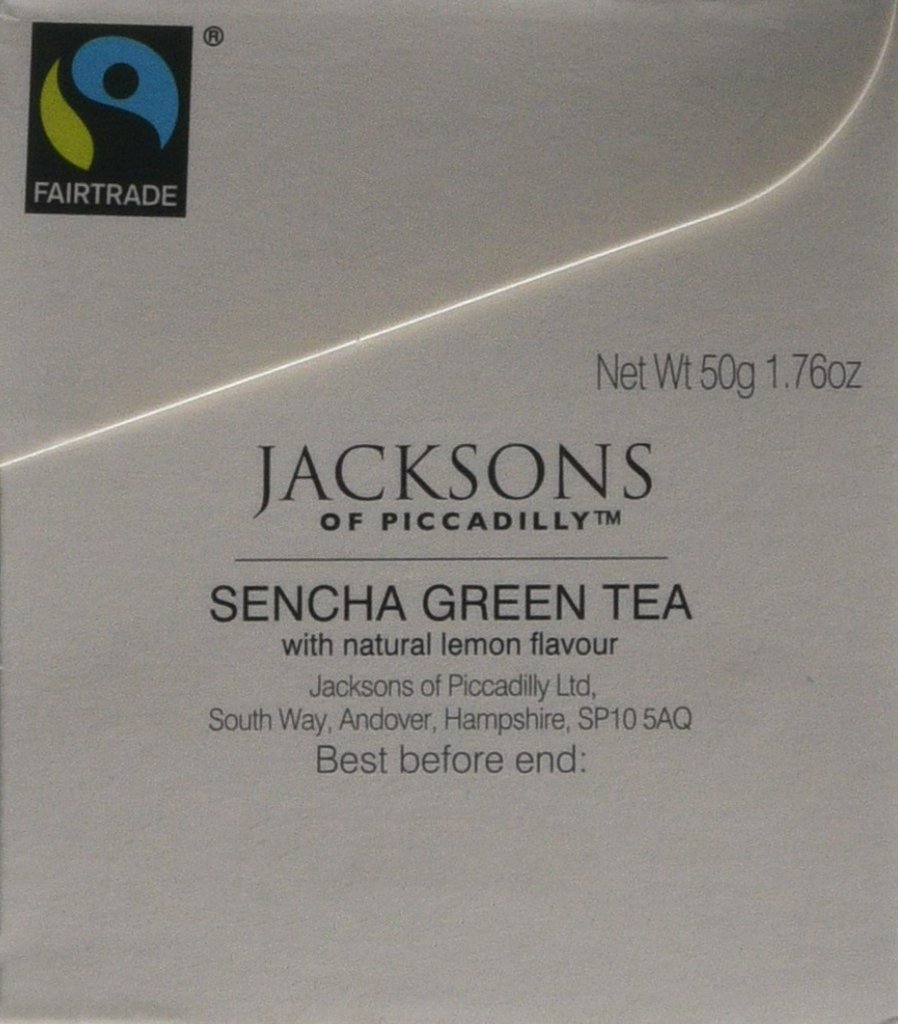 FAIRTRADE ®
Net Wt 50g 1.76oz
JACKSONS
OF PICCADILLY™
SENCHA GREEN TEA
with natural lemon flavour
Jacksons of Piccadilly Ltd,
South Way, Andover, Hampshire, SP10 5AQ
Best before end: